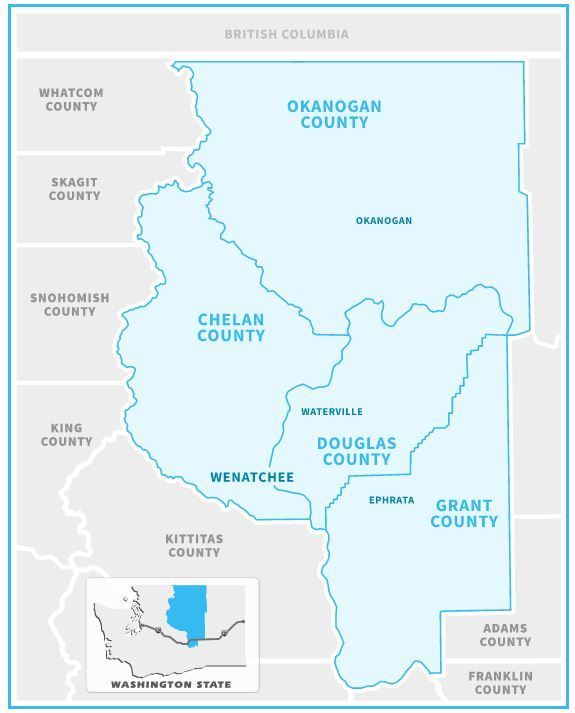 BRITISH COLUMBIA
WHATCOM
COUNTY
OKANOGAN
COUNTY
SKAGIT
COUNTY
OKANOGAN
SNOHOMISH
COUNTY
CHELAN
COUNTY
WATERVILLE
KING
COUNTY
DOUGLAS
COUNTY
WENATCHEE
EPHRATA
GRANT
COUNTY
KITTITAS
COUNTY
ADAMS
COUNTY
FRANKLIN
COUNTY
WASHINGTON STATE